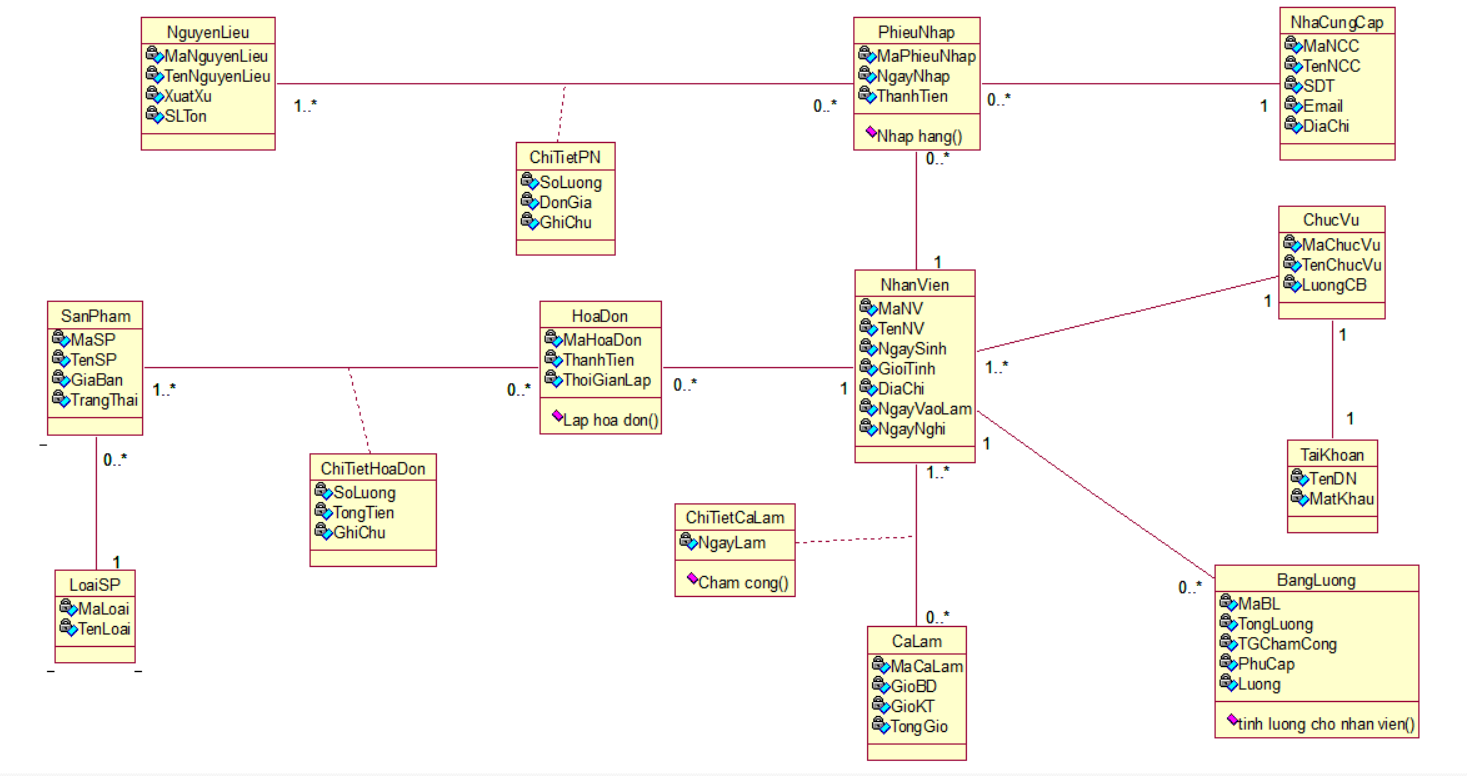 NguyenLieu
MaNguyenLieu
TenNguyenLieu
XuatXu
SLTon
1..*
0..*
PhieuNhap
MaPhieuNhap
NgayNhap
ThanhTien
Nhap hang()
0..*
1
0..*
NhaCungCap
MaNCC
TenNCC
SDT
Email
DiaChi
ChiTietPN
SoLuong
DonGia
GhiChu
ChucVu
MaChucVu
TenChucVu
LuongCB
1
1
1
NhanVien
MaNV
TenNV
NgaySinh
GioiTinh
DiaChi
NgayVaoLam
NgayNghi
1
1..*
1
1..*
SanPham
MaSP
TenSP
GiaBan
TrangThai
1..*
0..*
0..*
HoaDon
MaHoaDon
ThanhTien
ThoiGianLap
Lap hoa don()
0..*
1
ChiTietHoaDon
SoLuong
TongTien
GhiChu
TaiKhoan
TenDN
MatKhau
ChiTietCaLam
NgayLam
Cham cong()
1
LoaiSP
MaLoai
TenLoai
0..*
CaLam
MaCaLam
GioBD
GioKT
TongGio
0..*
BangLuong
MaBL
TongLuong
TGChamCong
PhuCap
Luong
tinh luong cho nhan vien()